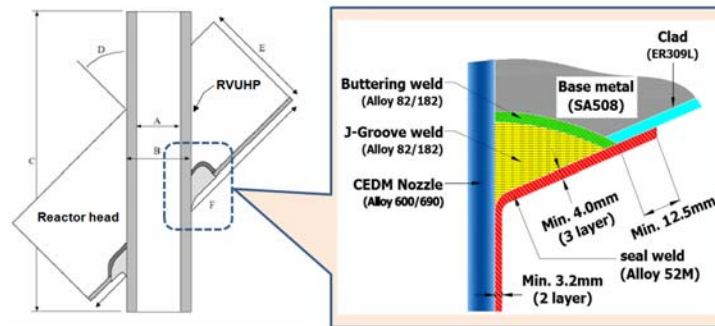 E
D
RVUHP
A
B
C
F
Reactor head
Clad
(ER309L)
Buttering weld
(Alloy 82/182)
Base metal
(SA508)
J-Groove weld
(Alloy 82/182)
CEDM Nozzle
(Alloy 600/690)
Min. 4.0mm
(3 layer)
Min. 12.5mm
seal weld
(Alloy 52M)
Min. 3.2mm
(2 layer)